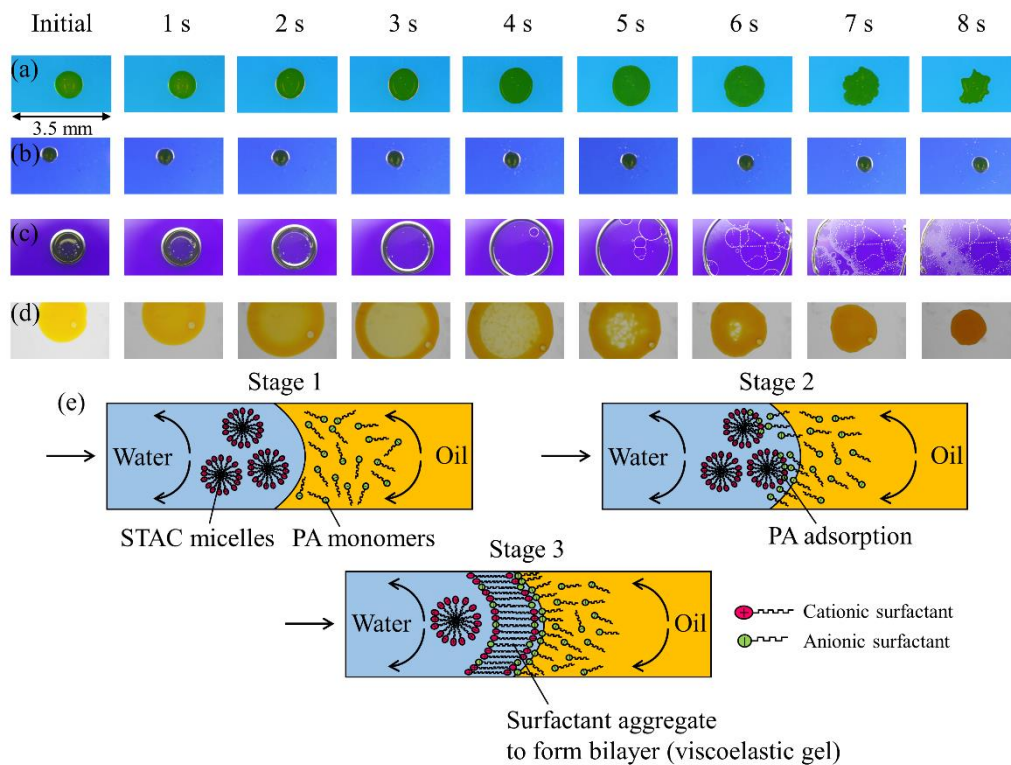 Initial 1 s 2 s 3 s 4 s 5 s 6 s 7 s 8 s
(a)
3.5 mm
(b)
(c)
(d)
(e)
Stage 1
Water
Oil
STAC micelles
PA monomers
Stage 2
Water
Oil
PA adsorption
Stage 3
Water
Oil
Cationic surfactant
Anionic surfactant
Surfactant aggregate
to form bilayer (viscoelastic gel)